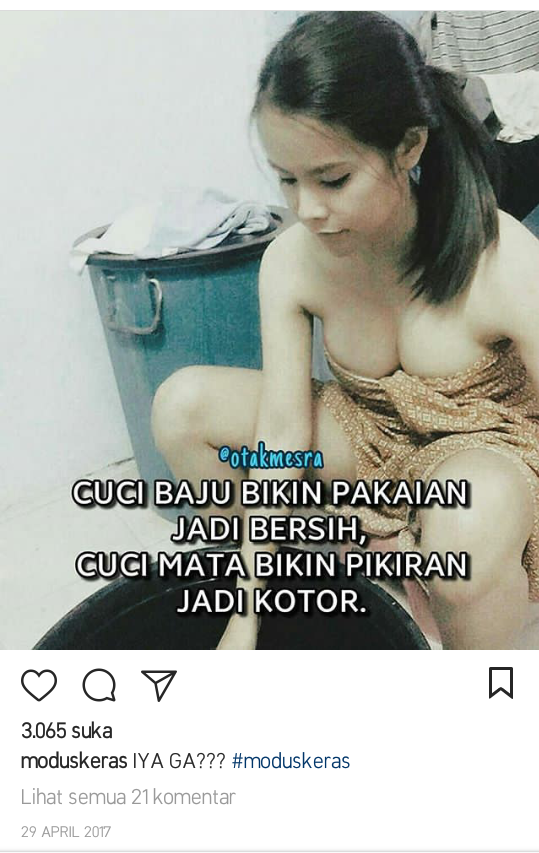 @otakmesra
CUCI BAJU BIKIN PAKAIAN
JADI BERSIH,
CUCI MATA BIKIN PIKIRAN
JADI KOTOR.
3.065 suka
moduskeras IYA GA??? #moduskeras
Lihat semua 21 komentar
29 APRIL 2017